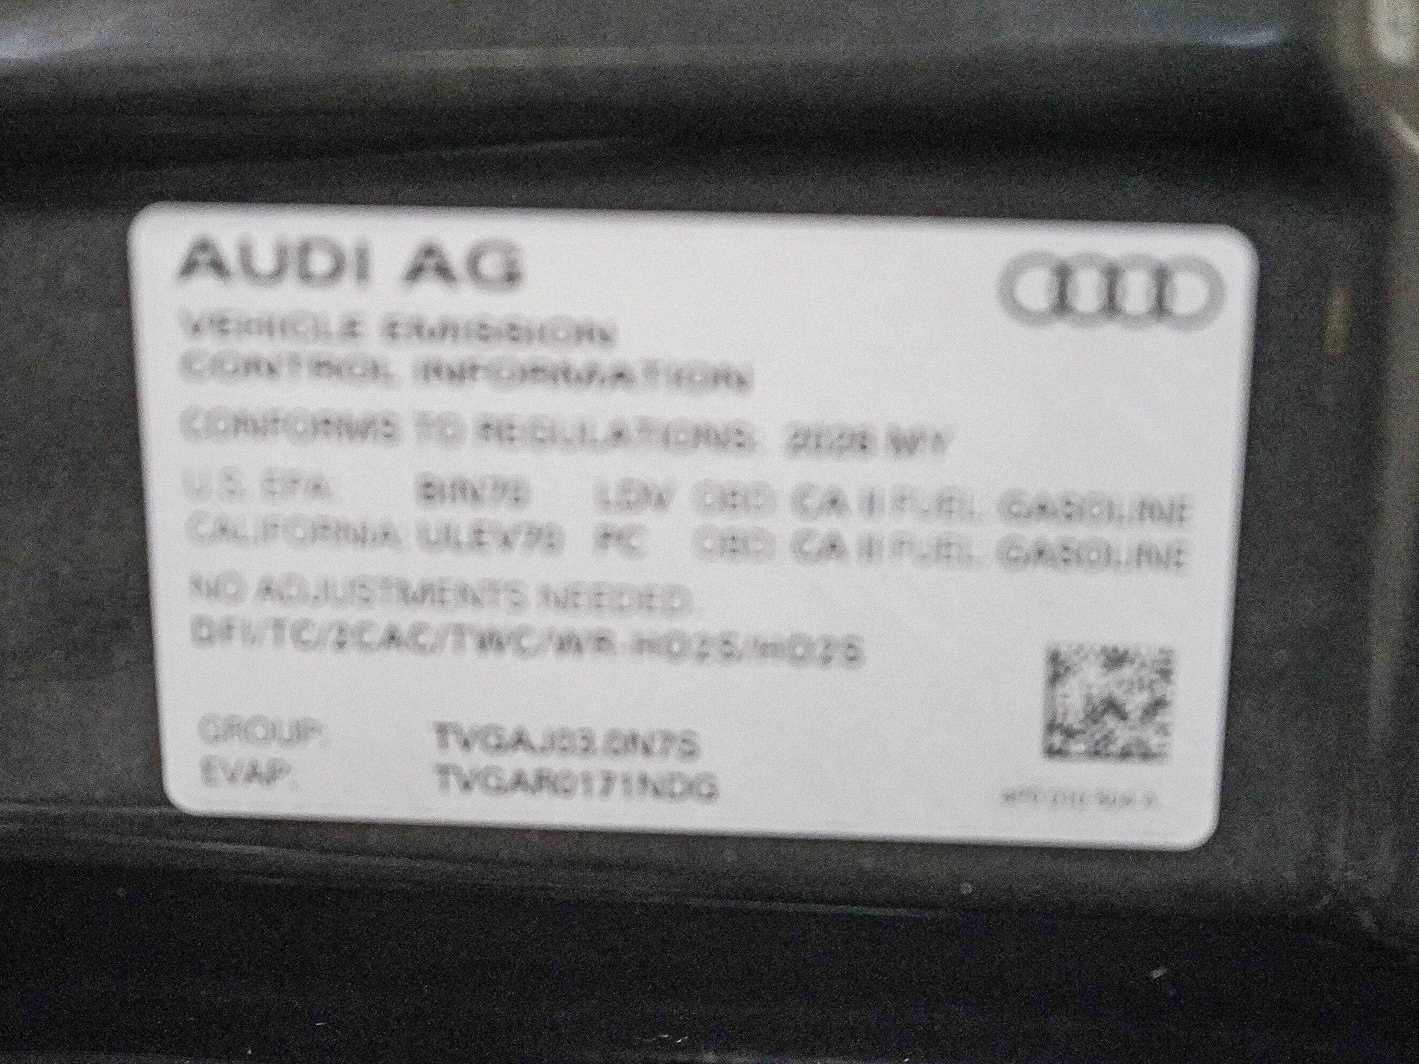 AUDI AG
VEHICLE EMISSION
CONTROL INFORMATION
CONFORMS TO REGULATIONS: 2026 MY
U.S. EPA: BIN70 LDV OBD: CA II FUEL: GASOLINE
CALIFORNIA: ULEV70 PC OBD: CA II FUEL: GASOLINE
NO ADJUSTMENTS NEEDED.
DFI/TC/2CAC/TWC/WR-HO2S/HO2S
GROUP: TVGAJ03.0N7S
EVAP: TVGAR0171NDG